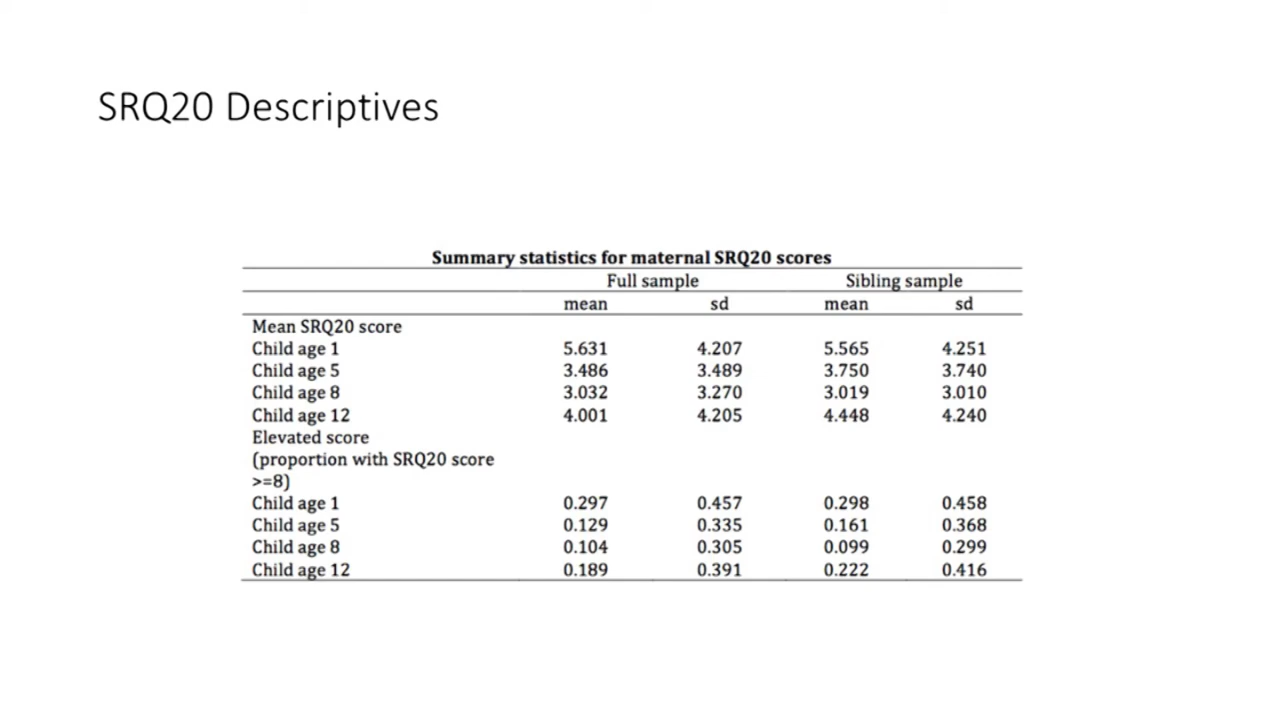 SRQ20 Descriptives
Summary statistics for maternal SRQ20 scores
Full sample Sibling sample
mean sd mean sd
Mean SRQ20 score
Child age 1 5.631 4.207 5.565 4.251
Child age 5 3.486 3.489 3.750 3.740
Child age 8 3.032 3.270 3.019 3.010
Child age 12 4.001 4.205 4.448 4.240
Elevated score
(proportion with SRQ20 score
>=8)
Child age 1 0.297 0.457 0.298 0.458
Child age 5 0.129 0.335 0.161 0.368
Child age 8 0.104 0.305 0.099 0.299
Child age 12 0.189 0.391 0.222 0.416